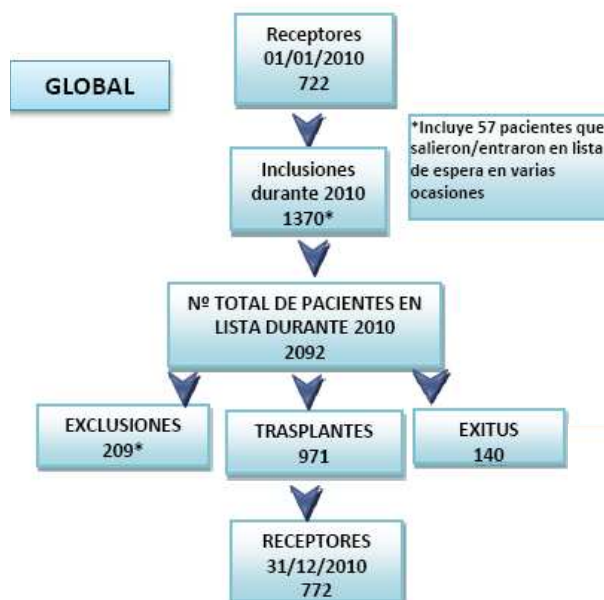 Receptores
01/01/2010
722
GLOBAL
*Incluye 57 pacientes que
salieron/entraron en lista
de espera en varias
ocasiones
Inclusiones
durante 2010
1370*
Nº TOTAL DE PACIENTES EN
LISTA DURANTE 2010
2092
EXCLUSIONES
209*
TRASPLANTES
971
EXITUS
140
RECEPTORES
31/12/2010
772